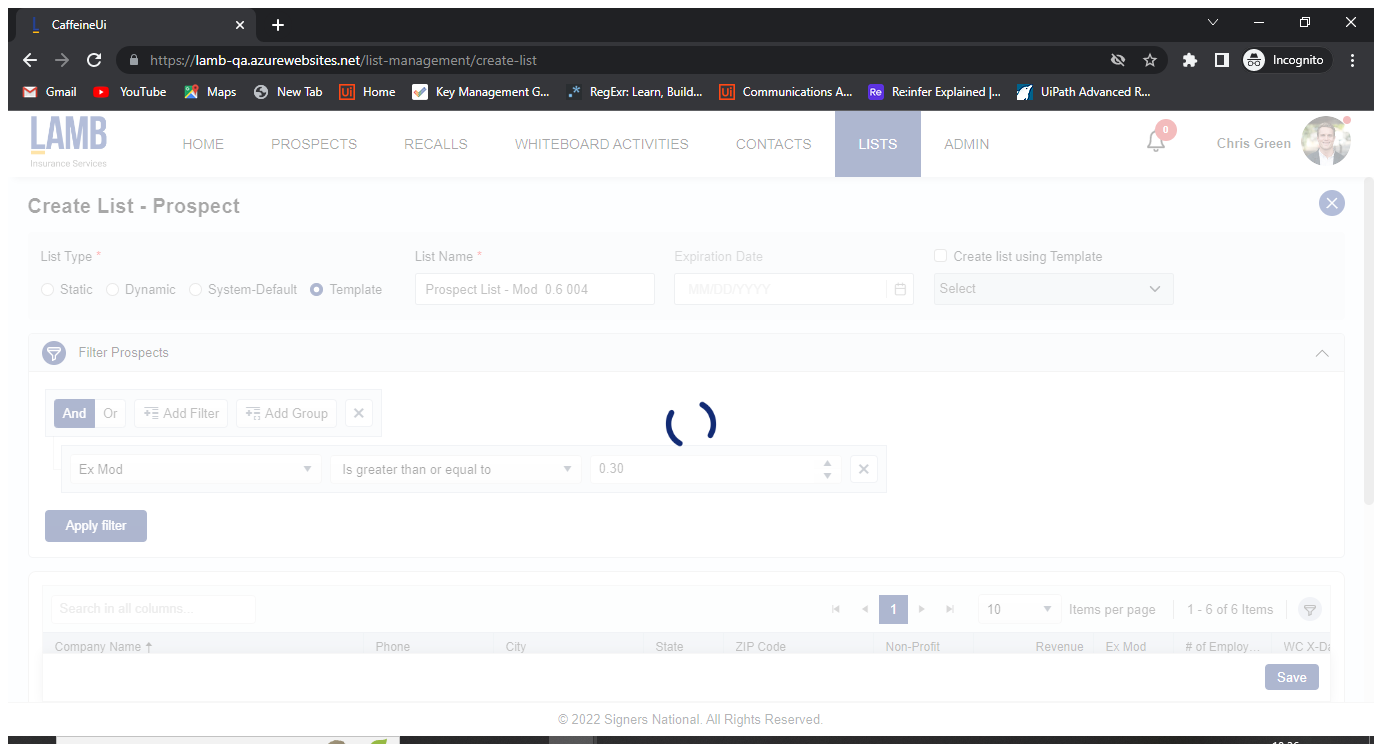 CaffeineUi
https://lamb-qa.azurewebsites.net/list-management/create-list
Incognito
Gmail YouTube Maps New Tab Home Key Management G... RegExr: Learn, Build... Communications A... Re Re:infer Explained |... UiPath Advanced R...
LAMB
Insurance Services
HOME PROSPECTS RECALLS WHITEBOARD ACTIVITIES CONTACTS LISTS ADMIN 0 Chris Green
Create List - Prospect
List Type * List Name * Expiration Date Create list using Template
Static Dynamic System-Default Template Prospect List - Mod 0.6 004 MM/DD/YYYY Select
Filter Prospects
And Or Add Filter Add Group
Ex Mod Is greater than or equal to 0.30
Apply filter
Search in all columns... 1 10 Items per page 1 - 6 of 6 Items
Company Name Phone City State ZIP Code Non-Profit Revenue Ex Mod # of Employ... WC X-Da
Save
© 2022 Signers National. All Rights Reserved.